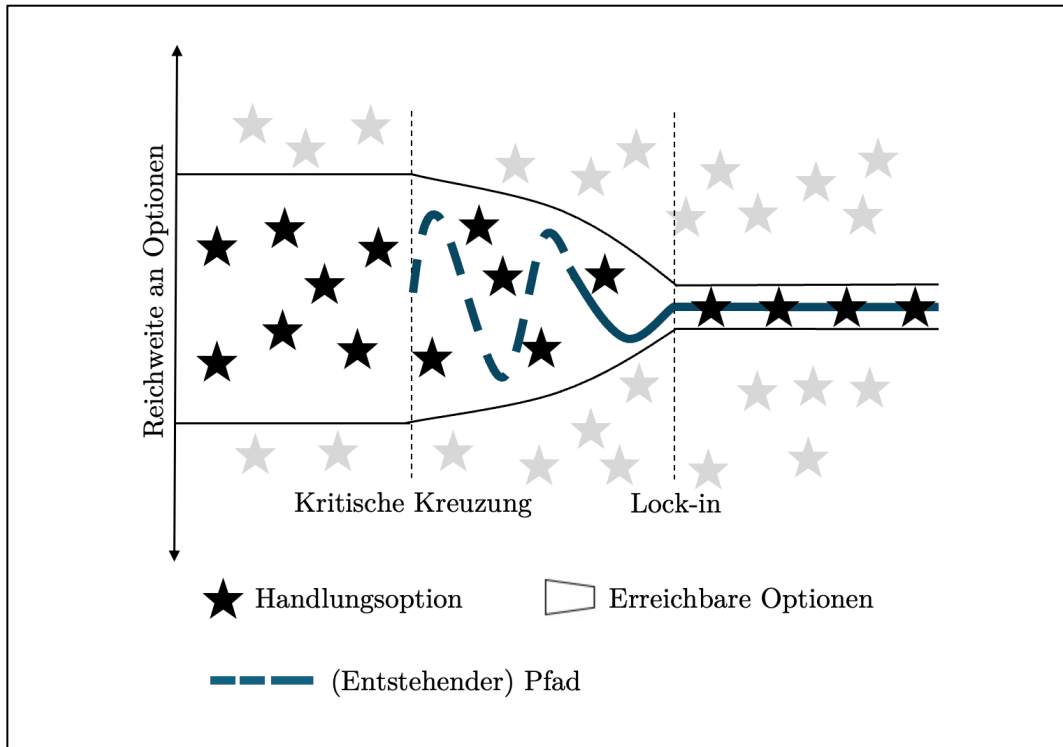 Reichweite an Optionen
Kritische Kreuzung
Lock-in
Handlungsoption
Erreichbare Optionen
(Entstehender) Pfad